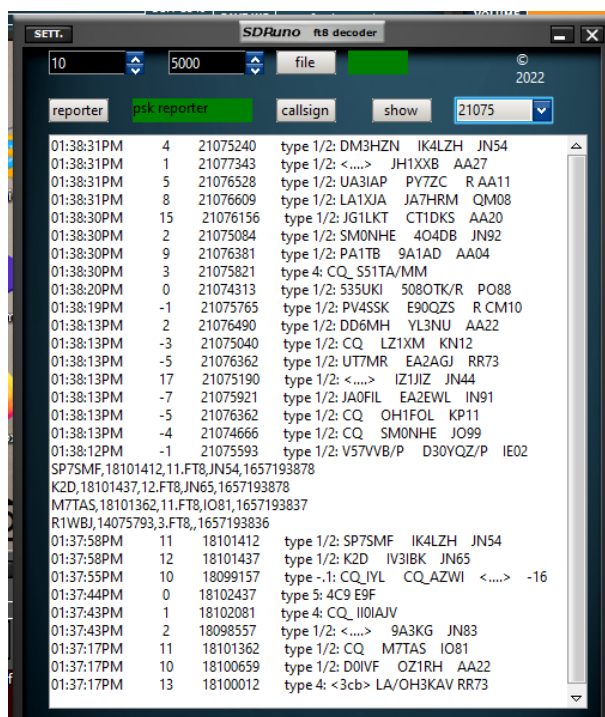 SETT. SDRuno ft8 decoder X
10 5000 file ©
2022
reporter psk reporter callsign show 21075
01:38:31PM 4 21075240 type 1/2: DM3HZN IK4LZH JN54
01:38:31PM 1 21077343 type 1/2: <....> JH1XXB AA27
01:38:31PM 5 21076528 type 1/2: UA3IAP PY7ZC R AA11
01:38:31PM 8 21076609 type 1/2: LA1XJA JA7HRM QM08
01:38:30PM 15 21076156 type 1/2: JG1LKT CT1DKS AA20
01:38:30PM 2 21075084 type 1/2: SM0NHE 4O4DB JN92
01:38:30PM 9 21076381 type 1/2: PA1TB 9A1AD AA04
01:38:30PM 3 21075821 type 4: CQ_S51TA/MM
01:38:20PM 0 21074313 type 1/2: 535UKI 508OTK/R PO88
01:38:19PM -1 21075765 type 1/2: PV4SSK E90QZS R CM10
01:38:13PM 2 21076490 type 1/2: DD6MH YL3NU AA22
01:38:13PM -3 21075040 type 1/2: CQ LZ1XM KN12
01:38:13PM -5 21076362 type 1/2: UT7MR EA2AGJ RR73
01:38:13PM 17 21075190 type 1/2: <....> IZ1JIZ JN44
01:38:13PM -7 21075921 type 1/2: JA0FIL EA2EWL IN91
01:38:13PM -5 21076362 type 1/2: CQ OH1FOL KP11
01:38:13PM -4 21074666 type 1/2: CQ SM0NHE JO99
01:38:12PM -1 21075593 type 1/2: V57VVB/P D30YQZ/P IE02
SP7SMF,18101412,11.FT8,JN54,1657193878
K2D,18101437,12.FT8,JN65,1657193878
M7TAS,18101362,11.FT8,IO81,1657193837
R1WBJ,14075793,3.FT8,,1657193836
01:37:58PM 11 18101412 type 1/2: SP7SMF IK4LZH JN54
01:37:58PM 12 18101437 type 1/2: K2D IV3IBK JN65
01:37:55PM 10 18099157 type -.1: CQ_IYL CQ_AZWI <....> -16
01:37:44PM 0 18102437 type 5: 4C9 E9F
01:37:43PM 1 18102081 type 4: CQ_II0IAJV
01:37:43PM 2 18098557 type 1/2: <....> 9A3KG JN83
01:37:17PM 11 18101362 type 1/2: CQ M7TAS IO81
01:37:17PM 10 18100659 type 1/2: D0IVF OZ1RH AA22
01:37:17PM 13 18100012 type 4: <3cb> LA/OH3KAV RR73